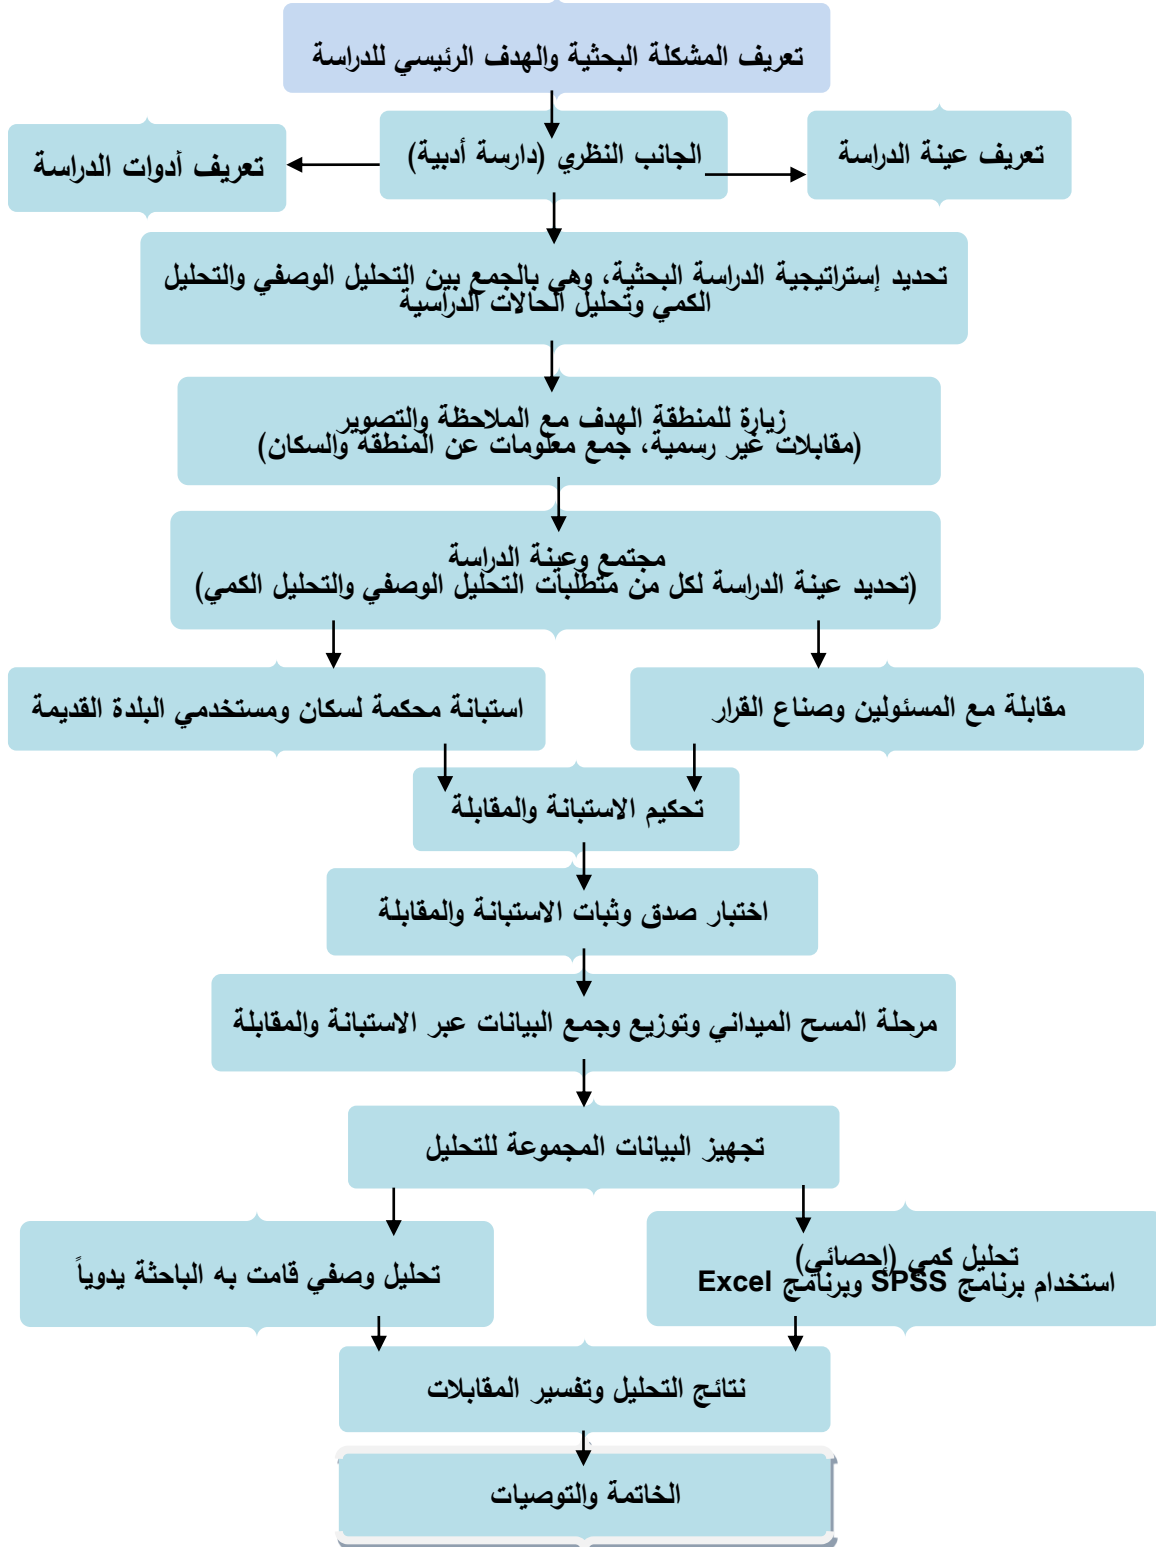 تعريف المشكلة البحثية والهدف الرئيسي للدراسة
تعريف عينة الدراسة
الجانب النظري (دارسة أدبية)
تعريف أدوات الدراسة
تحديد إستراتيجية الدراسة البحثية، وهي بالجمع بين التحليل الوصفي والتحليل
الكمي وتحليل الحالات الدراسية
زيارة للمنطقة الهدف مع الملاحظة والتصوير
(مقابلات غير رسمية، جمع معلومات عن المنطقة والسكان)
مجتمع وعينة الدراسة
(تحديد عينة الدراسة لكل من متطلبات التحليل الوصفي والتحليل الكمي)
مقابلة مع المسئولين وصناع القرار
استبانة محكمة لسكان ومستخدمي البلدة القديمة
تحكيم الاستبانة والمقابلة
اختبار صدق وثبات الاستبانة والمقابلة
مرحلة المسح الميداني وتوزيع وجمع البيانات عبر الاستبانة والمقابلة
تجهيز البيانات المجموعة للتحليل
تحليل كمي (إحصائي)
استخدام برنامج SPSS وبرنامج Excel
تحليل وصفي قامت به الباحثة يدوياً
نتائج التحليل وتفسير المقابلات
الخاتمة والتوصيات